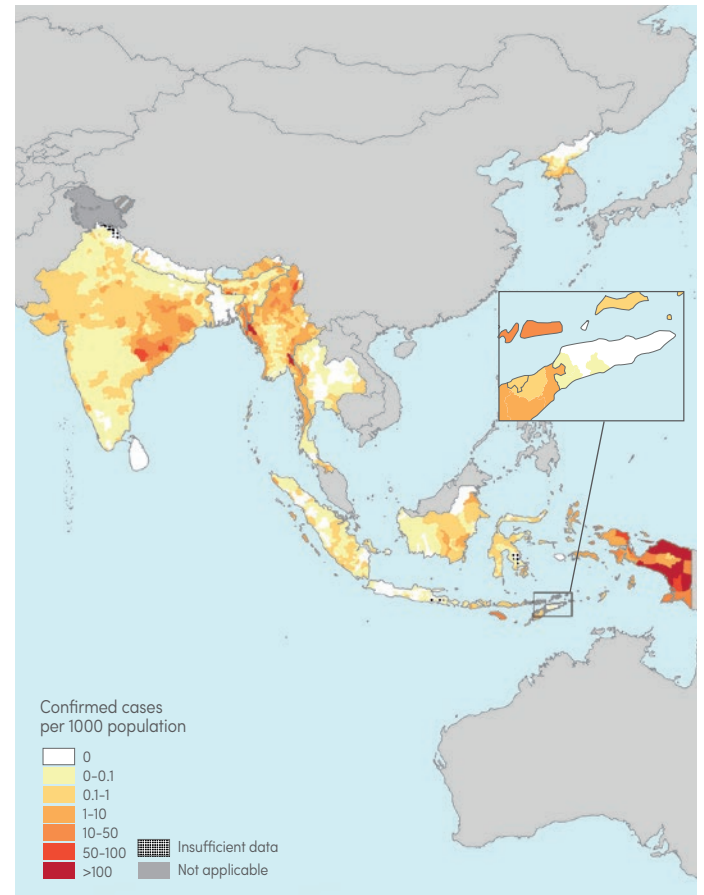 Confirmed cases
per 1000 population
0
0-0.1
0.1-1
1-10
10-50
50-100
>100
Insufficient data
Not applicable